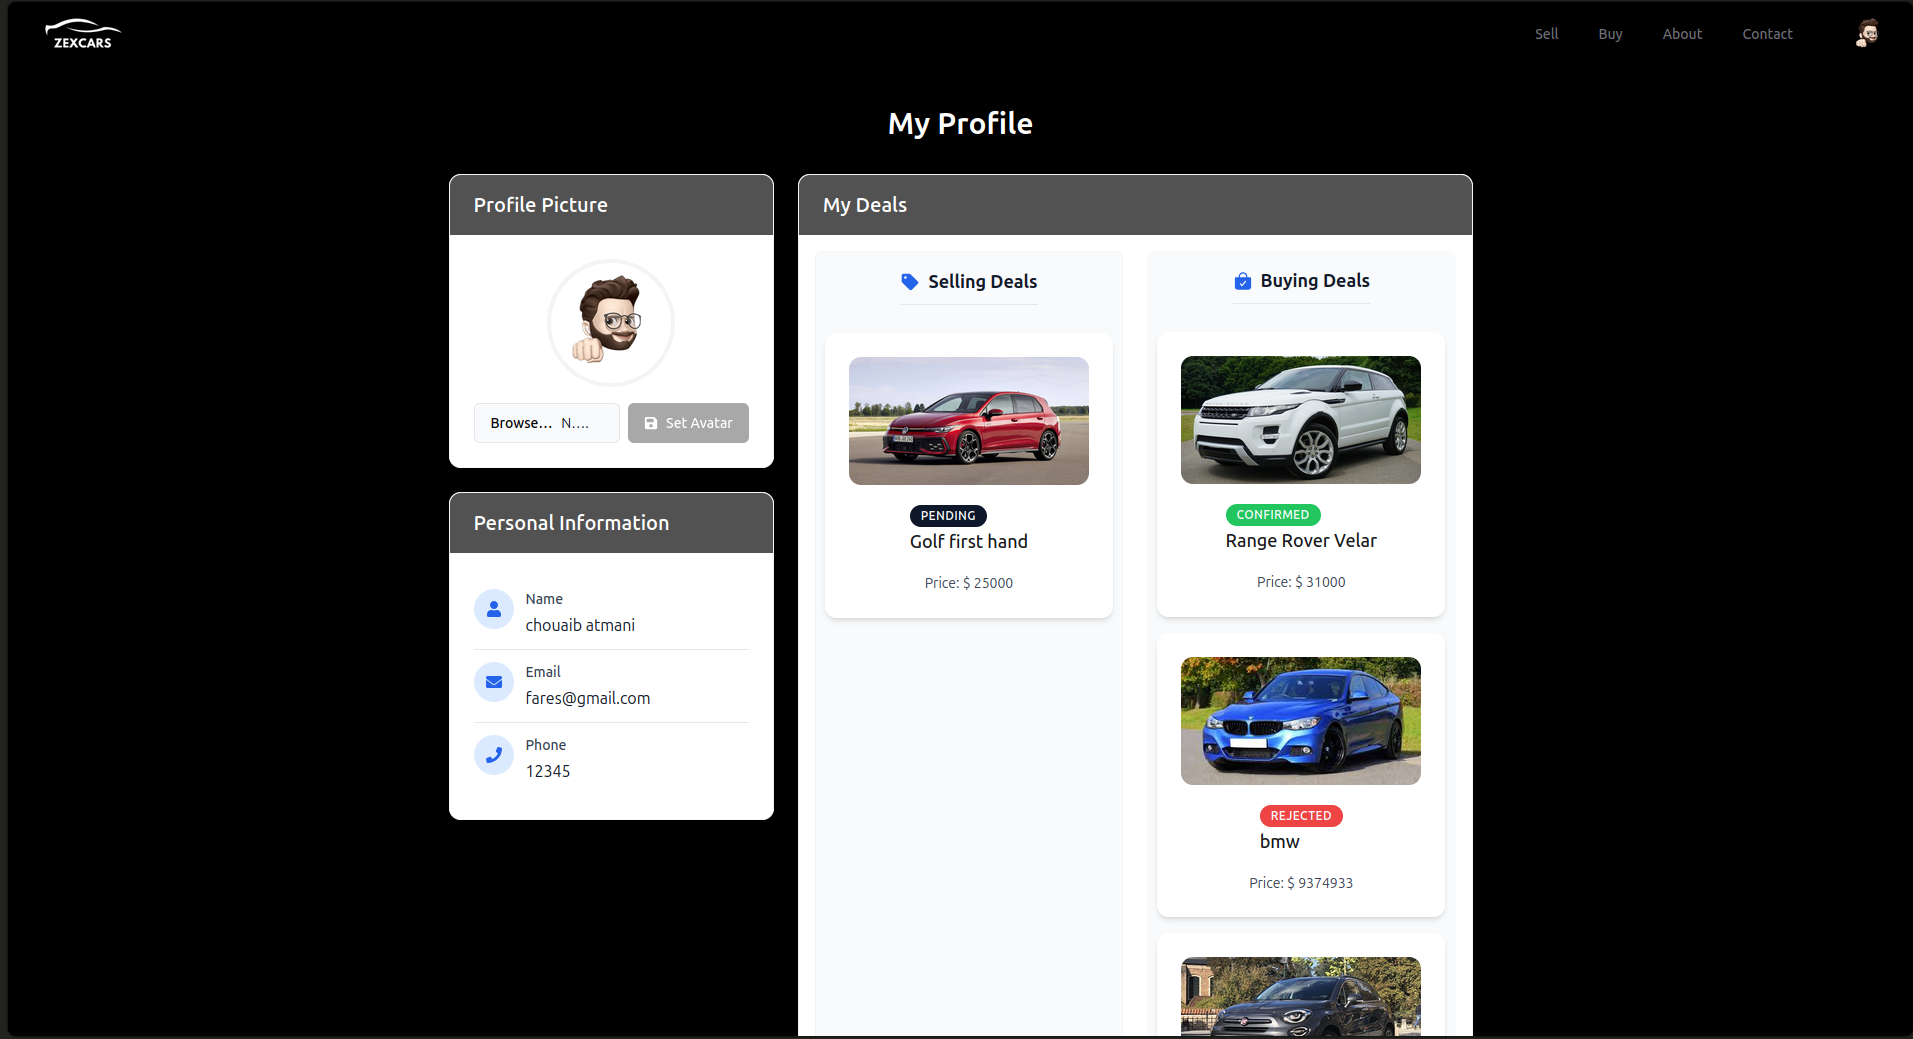 ZEXCARS
Sell
Buy
About
Contact
My Profile
Profile Picture
Browse... N....
Set Avatar
Personal Information
Name
chouaib atmani
Email
fares@gmail.com
Phone
12345
My Deals
Selling Deals
PENDING
Golf first hand
Price: $ 25000
Buying Deals
CONFIRMED
Range Rover Velar
Price: $ 31000
REJECTED
bmw
Price: $ 9374933